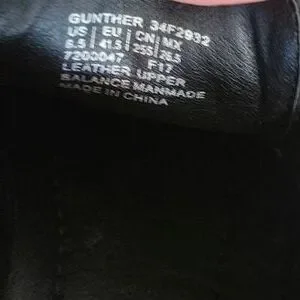 GUNTHER 34F2932
US | EU | CN | MX
8.5 | 41.5 | 255 | 26.5
7200047 F17
LEATHER UPPER
BALANCE MANMADE
MADE IN CHINA